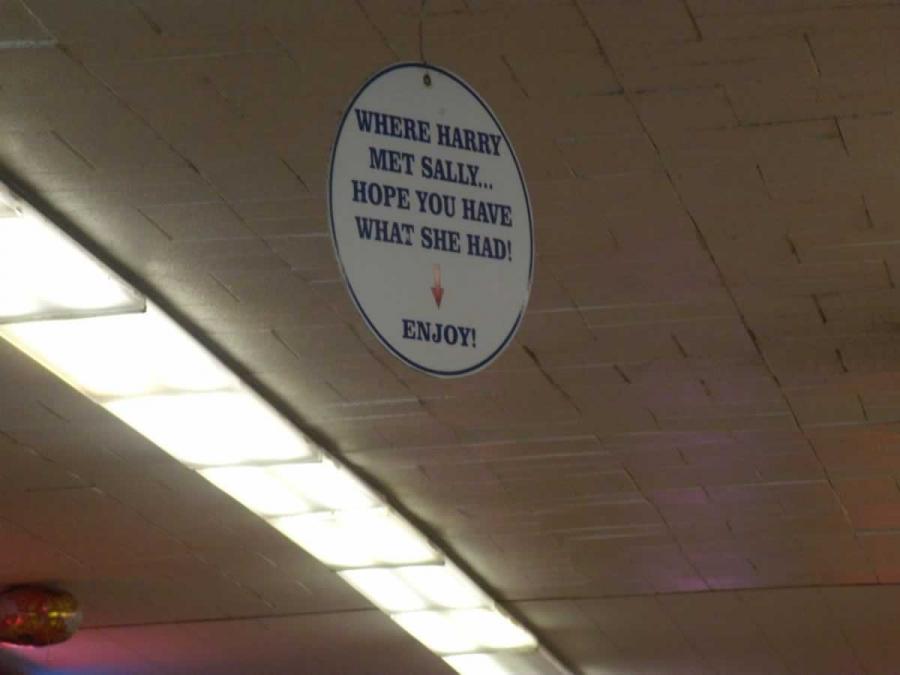 WHERE HARRY
MET SALLY...
HOPE YOU HAVE
WHAT SHE HAD!
ENJOY!